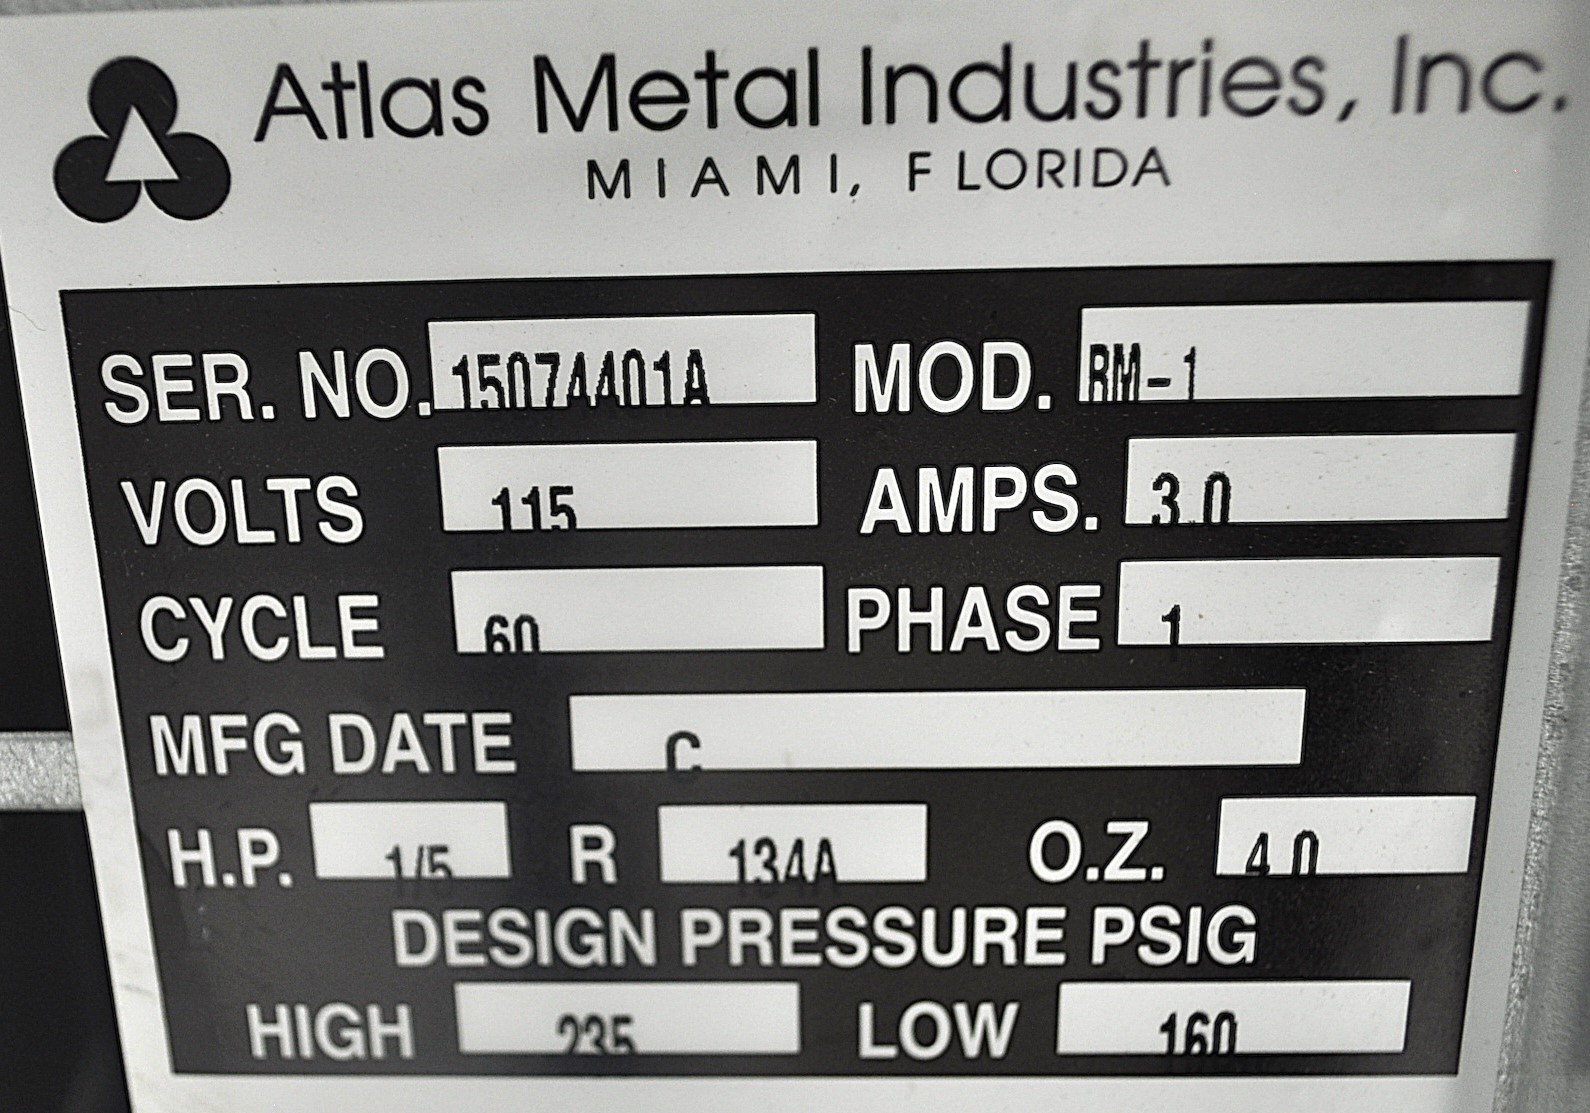 Atlas Metal Industries, Inc.
MIAMI, FLORIDA
SER. NO. 15074401A MOD. RM-1
VOLTS 115 AMPS. 3.0
CYCLE 60 PHASE 1
MFG DATE C
H.P. 1/5 R 134A O.Z. 4.0
DESIGN PRESSURE PSIG
HIGH 235 LOW 160